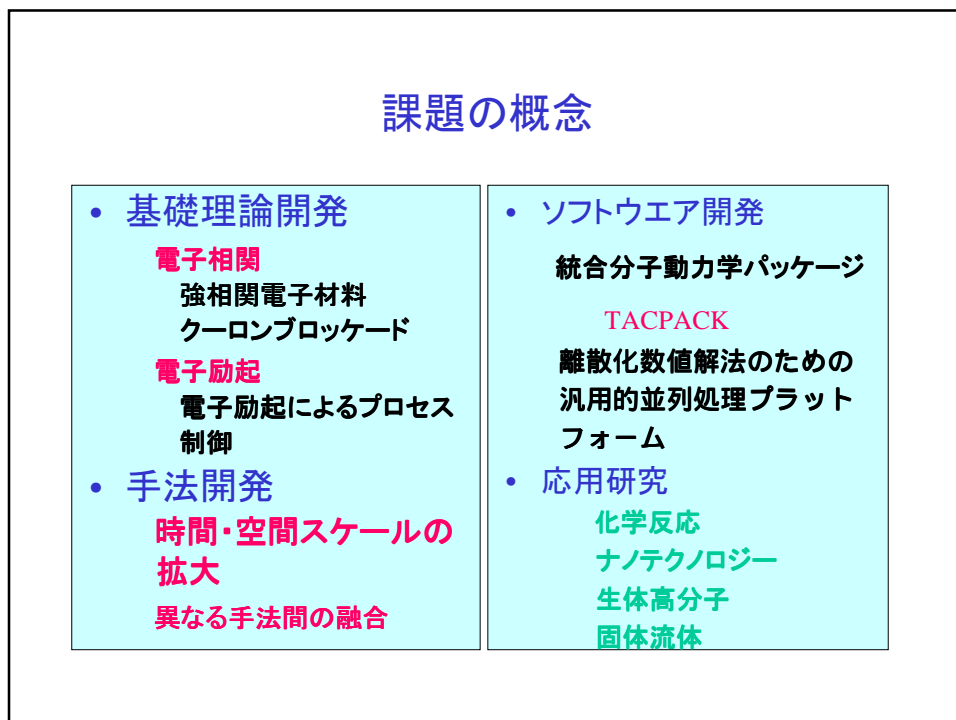 課題の概念
• 基礎理論開発
電子相関
強相関電子材料
クーロンブロッケード
電子励起
電子励起によるプロセス
制御
• 手法開発
時間・空間スケールの
拡大
異なる手法間の融合
• ソフトウエア開発
統合分子動力学パッケージ
TACPACK
離散化数値解法のための
汎用的並列処理プラット
フォーム
• 応用研究
化学反応
ナノテクノロジー
生体高分子
固体流体